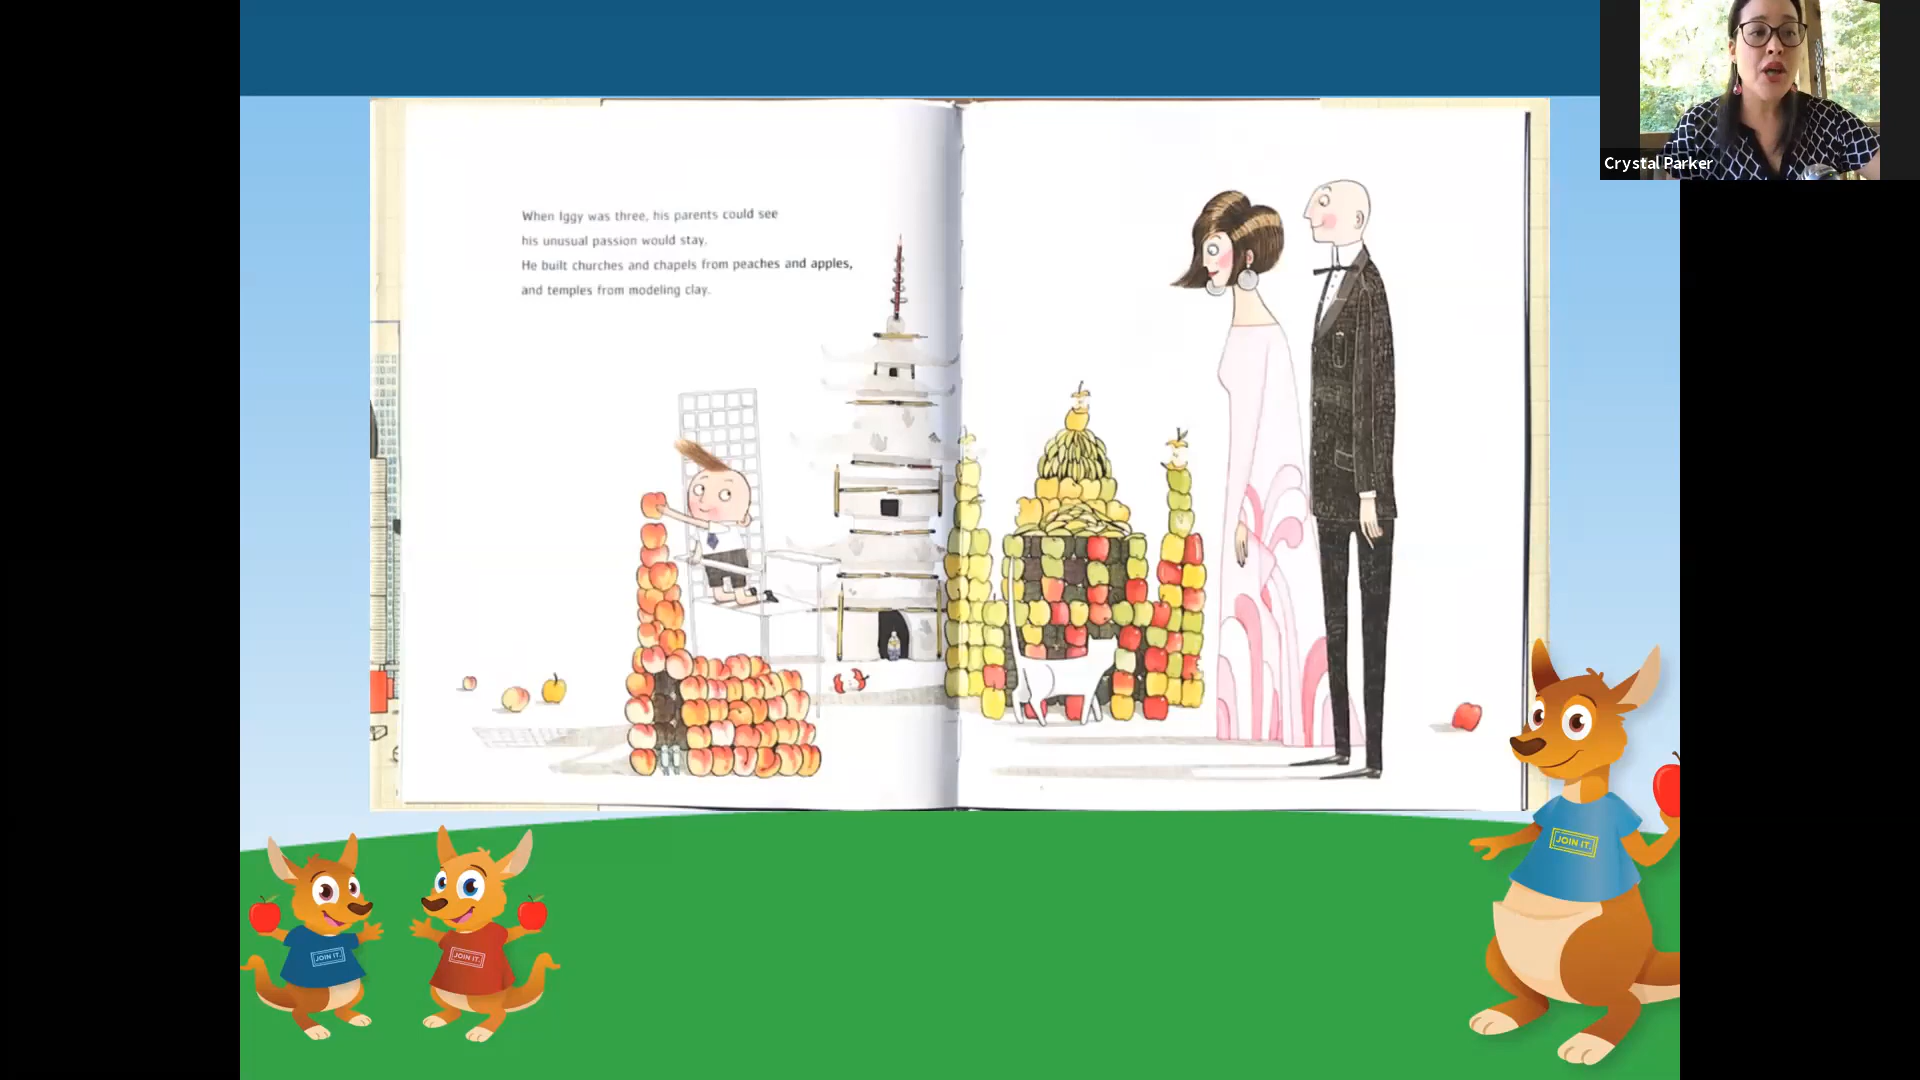 Crystal Parker
When Iggy was three, his parents could see
his unusual passion would stay.
He built churches and chapels from peaches and apples,
and temples from modeling clay.
JOIN IT.
JOIN IT.
JOIN IT.